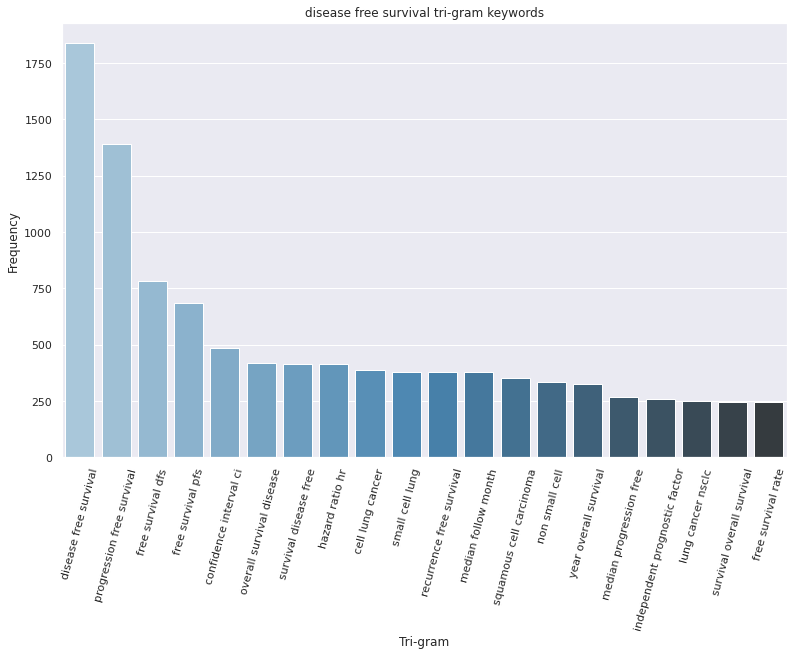 disease free survival tri-gram keywords
1750
1500
1250
1000
750
500
250
0
Frequency
disease free survival
progression free survival
free survival dfs
free survival pfs
confidence interval ci
overall survival disease
survival disease free
hazard ratio hr
cell lung cancer
small cell lung
recurrence free survival
median follow month
squamous cell carcinoma
non small cell
year overall survival
median progression free
independent prognostic factor
lung cancer nsclc
survival overall survival
free survival rate
Tri-gram